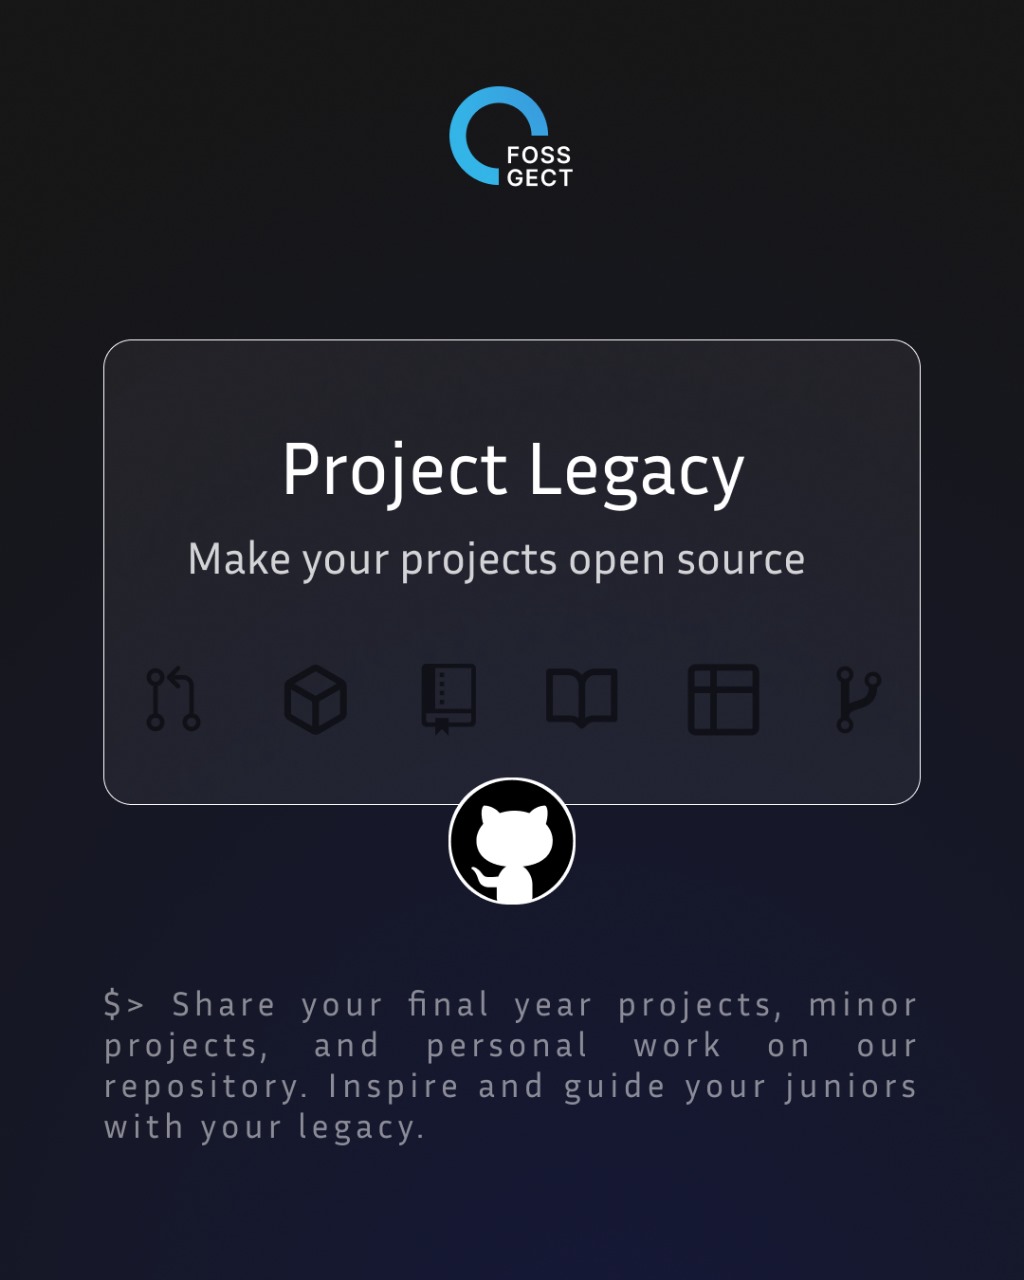 FOSS
GECT
Project Legacy
Make your projects open source
$> Share your final year projects, minor
projects, and personal work on our
repository. Inspire and guide your juniors
with your legacy.